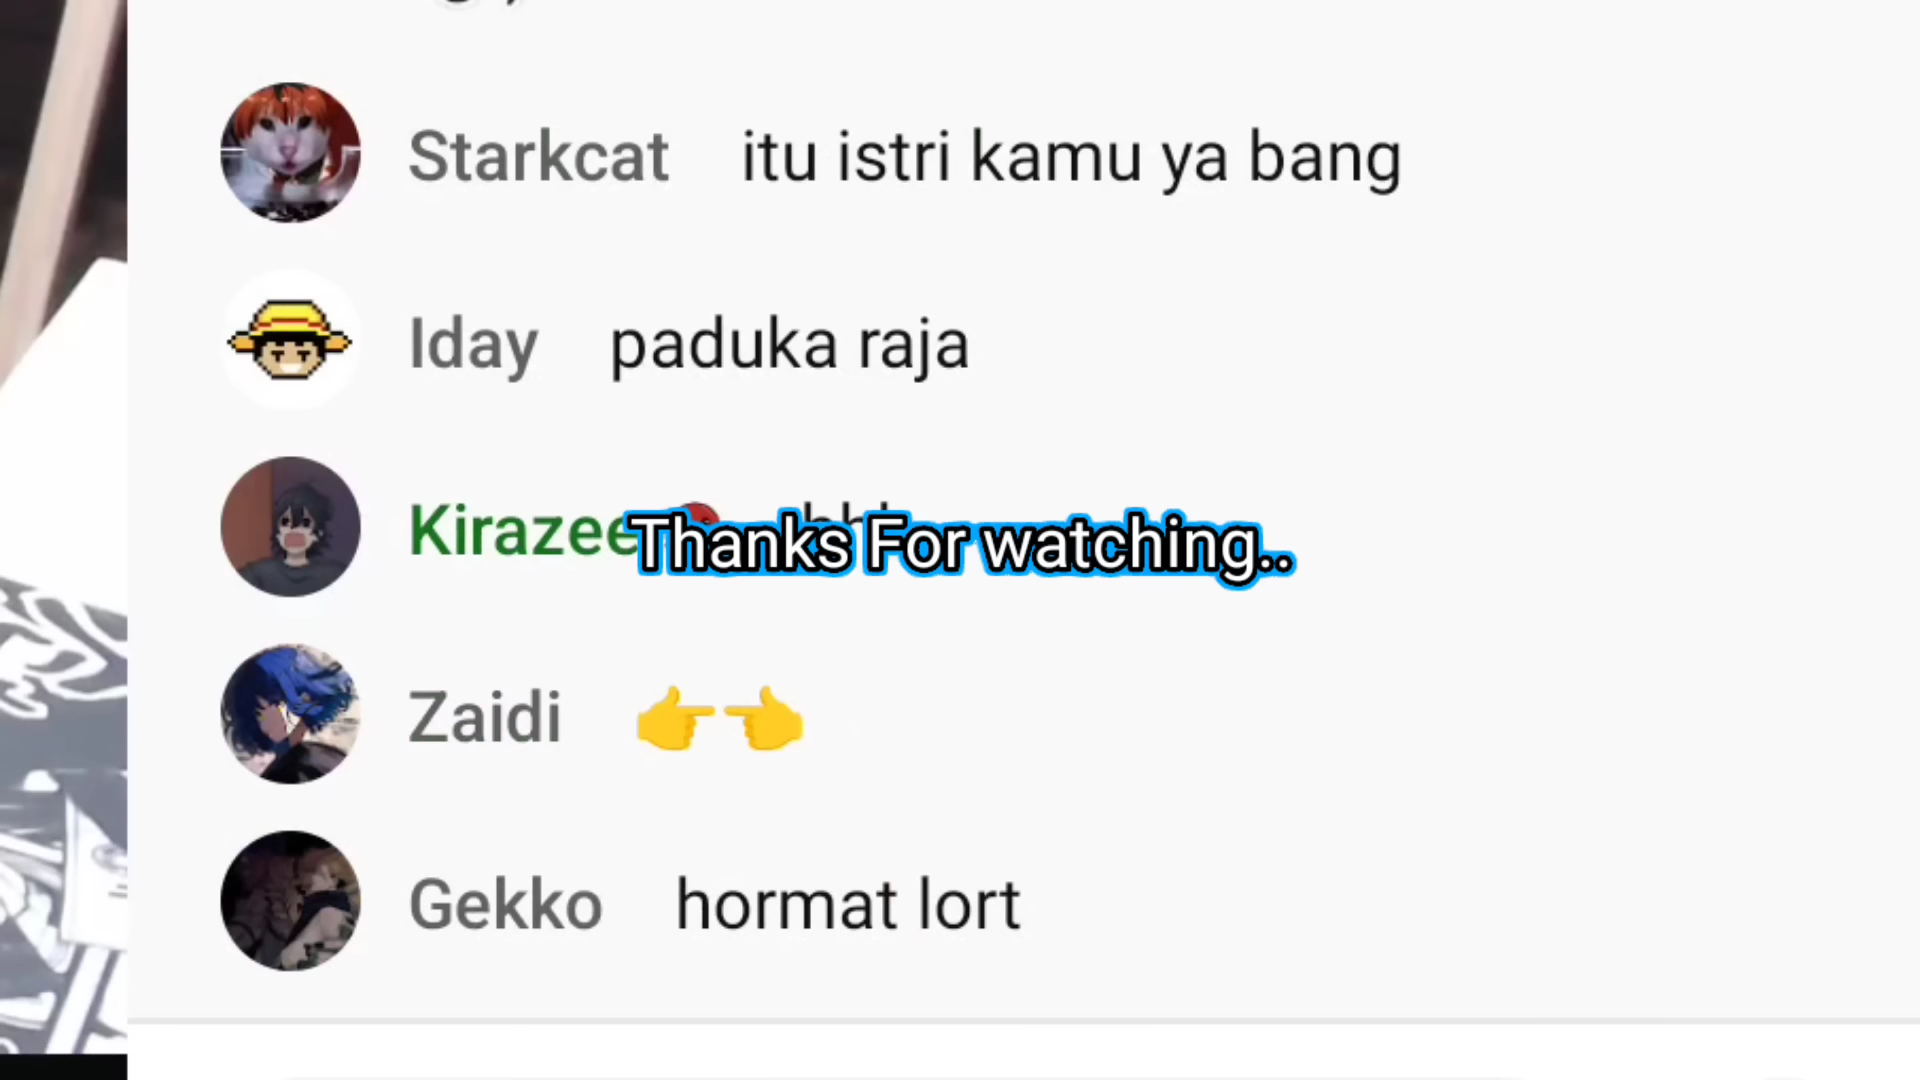 Starkcat itu istri kamu ya bang
Iday paduka raja
Kirazee
Thanks For watching..
Zaidi 👉👈
Gekko hormat lort